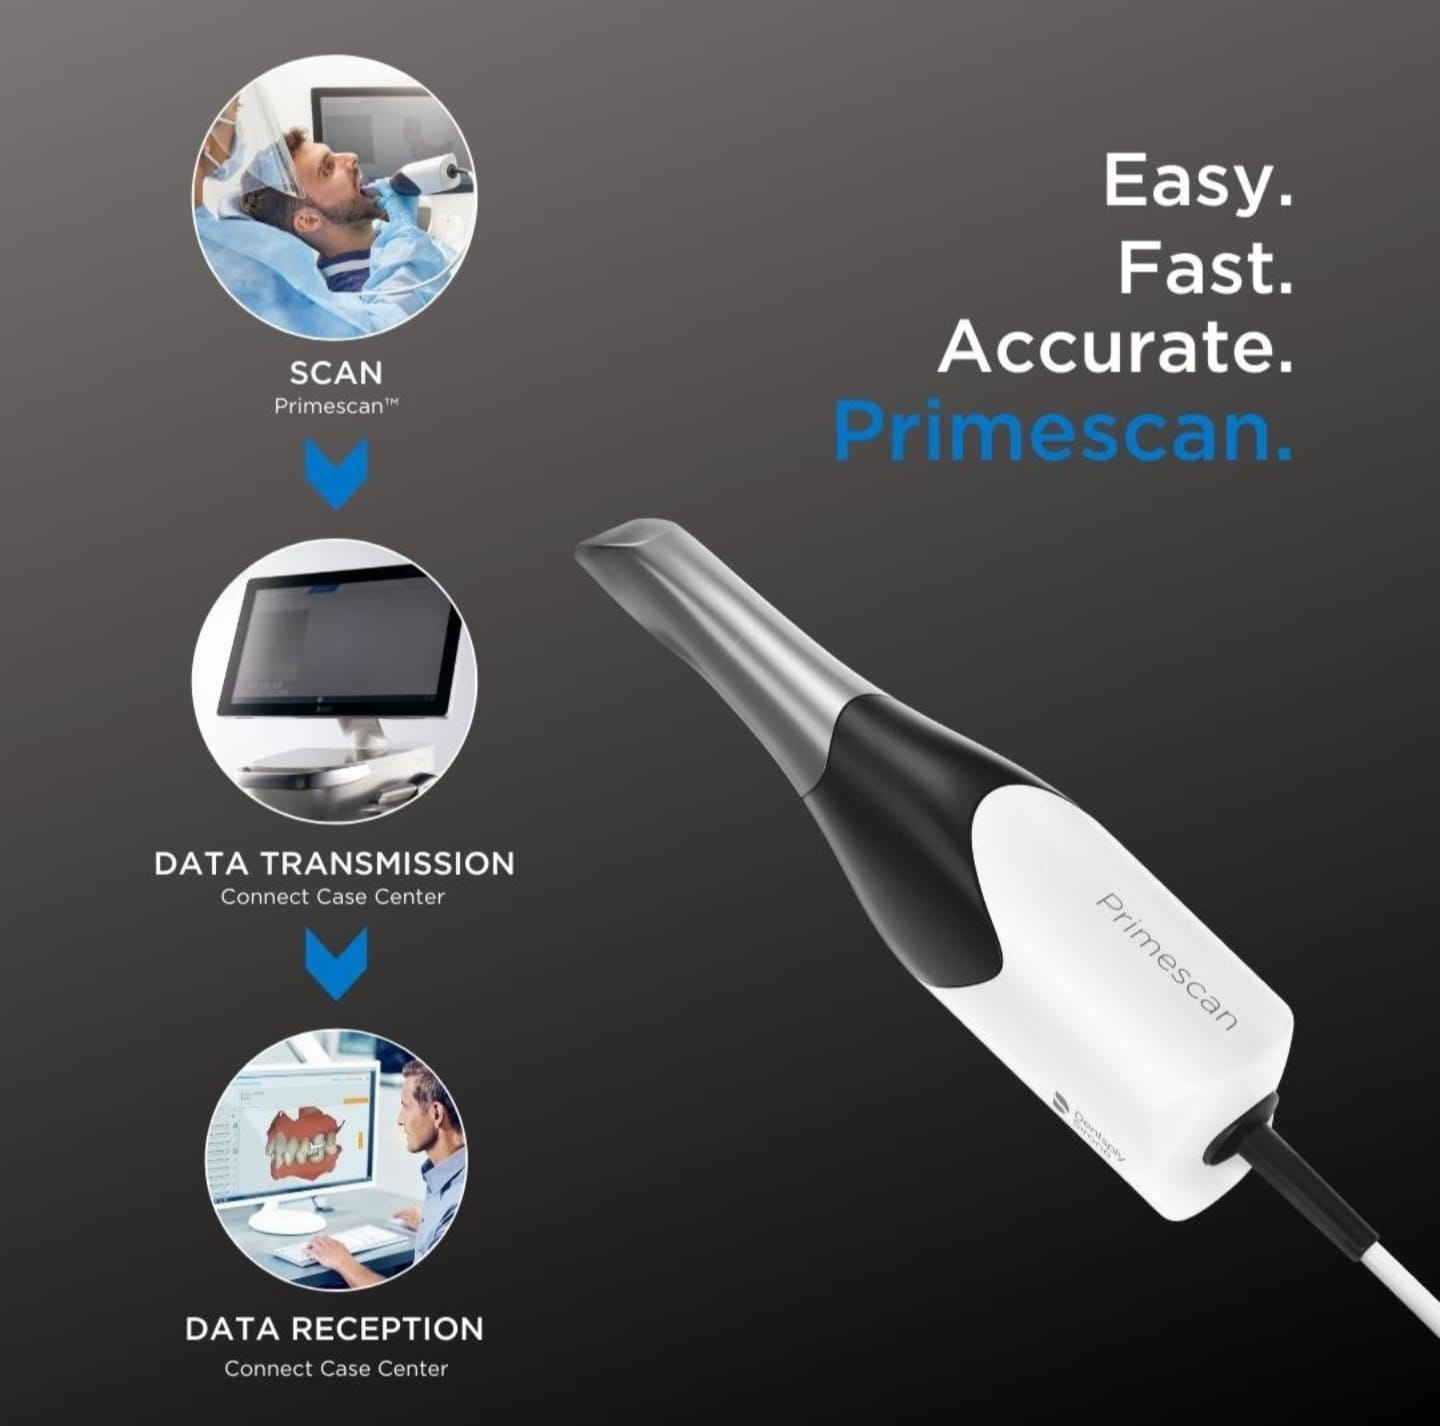 SCAN
Primescan™
DATA TRANSMISSION
Connect Case Center
DATA RECEPTION
Connect Case Center
Easy.
Fast.
Accurate.
Primescan.
Primescan
Dentsply
Sirona